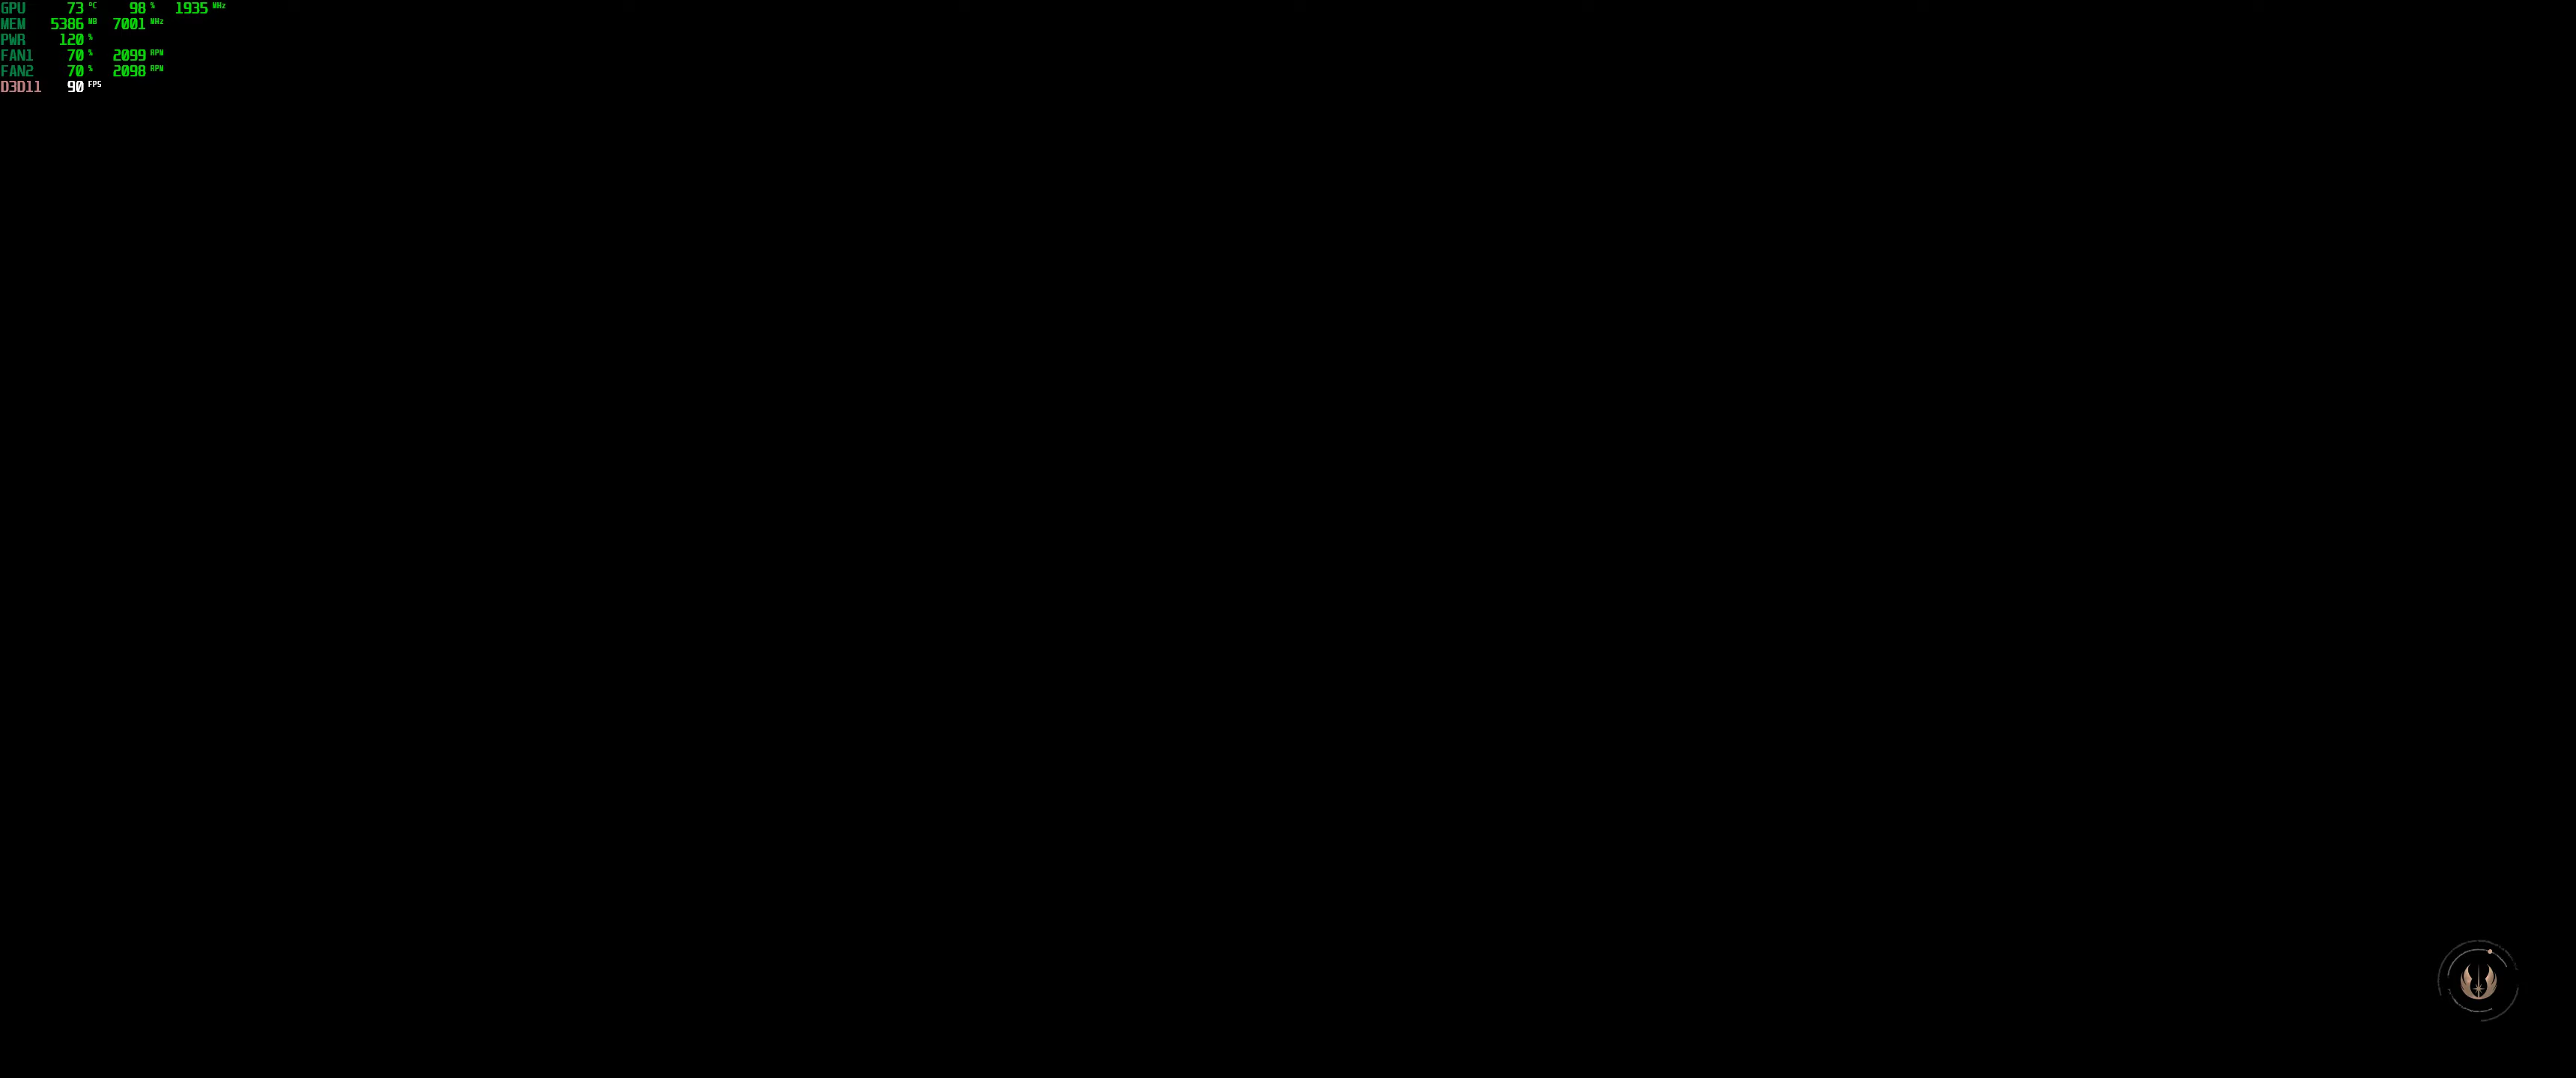 GPU 73 °C 98 % 1935 MHz
MEM 5386 MB 7001 MHz
PWR 120 %
FAN1 70 % 2099 RPM
FAN2 70 % 2098 RPM
D3D11 90 FPS